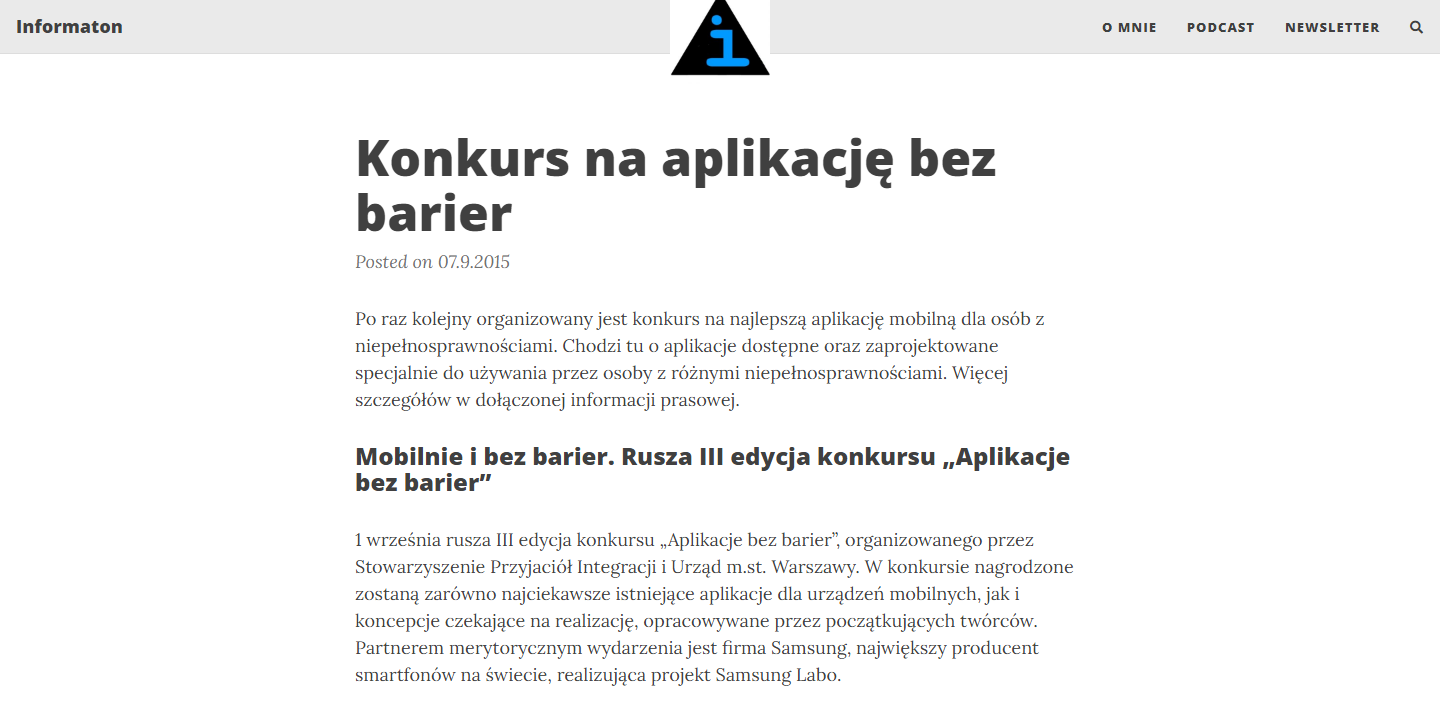 Informaton
i
O MNIE
PODCAST
NEWSLETTER
Konkurs na aplikację bez
barier
Posted on 07.9.2015
Po raz kolejny organizowany jest konkurs na najlepszą aplikację mobilną dla osób z
niepełnosprawnościami. Chodzi tu o aplikacje dostępne oraz zaprojektowane
specjalnie do używania przez osoby z różnymi niepełnosprawnościami. Więcej
szczegółów w dołączonej informacji prasowej.
Mobilnie i bez barier. Rusza III edycja konkursu „Aplikacje
bez barier”
1 września rusza III edycja konkursu „Aplikacje bez barier”, organizowanego przez
Stowarzyszenie Przyjaciół Integracji i Urząd m.st. Warszawy. W konkursie nagrodzone
zostaną zarówno najciekawsze istniejące aplikacje dla urządzeń mobilnych, jak i
koncepcje czekające na realizację, opracowywane przez początkujących twórców.
Partnerem merytorycznym wydarzenia jest firma Samsung, największy producent
smartfonów na świecie, realizująca projekt Samsung Labo.